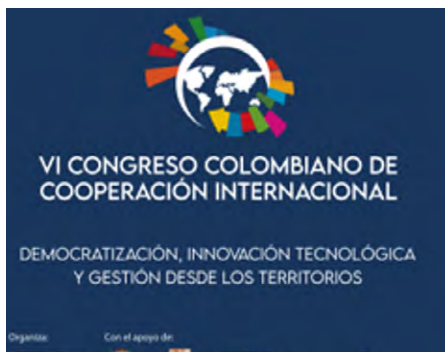 VI CONGRESO COLOMBIANO DE
COOPERACIÓN INTERNACIONAL
DEMOCRATIZACIÓN, INNOVACIÓN TECNOLÓGICA
Y GESTIÓN DESDE LOS TERRITORIOS
Organiza: Con el apoyo de: